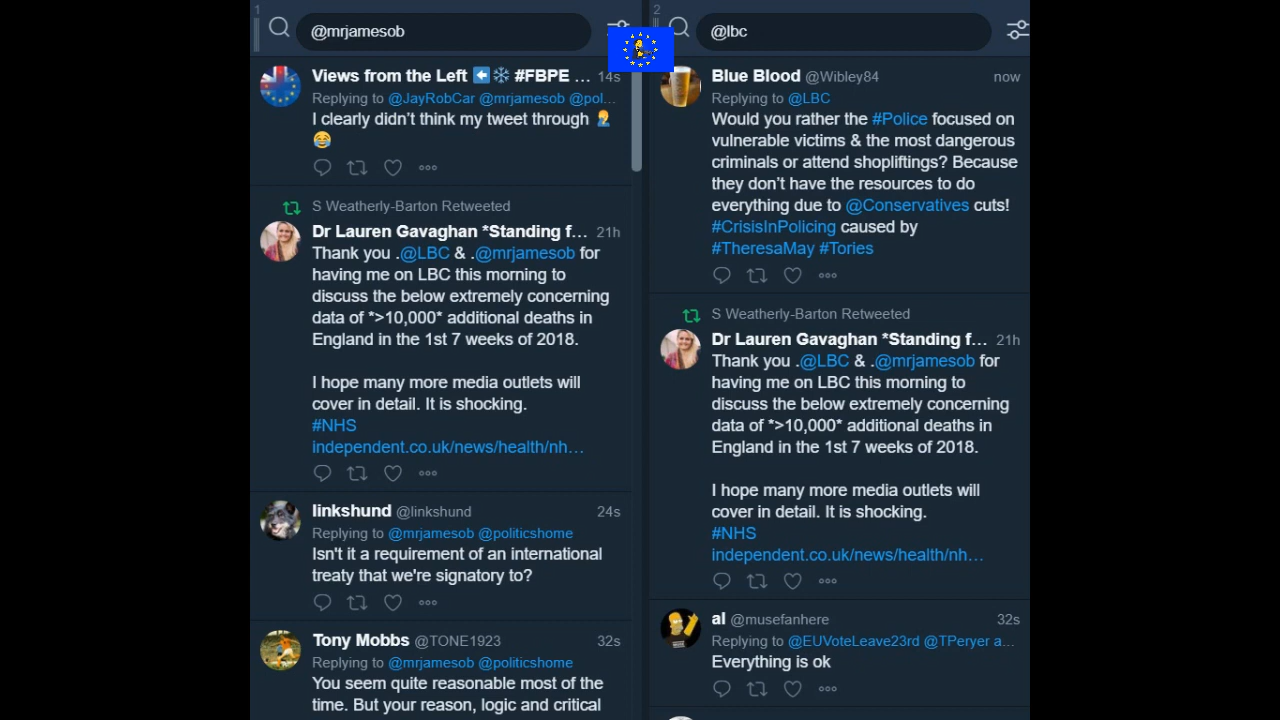 1
@mrjamesob
Views from the Left ⬅️❄️ #FBPE ... 14s
Replying to @JayRobCar @mrjamesob @pol...
I clearly didn't think my tweet through 🤦‍♂️
😂
S Weatherly-Barton Retweeted
Dr Lauren Gavaghan *Standing f... 21h
Thank you .@LBC & .@mrjamesob for
having me on LBC this morning to
discuss the below extremely concerning
data of *>10,000* additional deaths in
England in the 1st 7 weeks of 2018.
I hope many more media outlets will
cover in detail. It is shocking.
#NHS
independent.co.uk/news/health/nh…
linkshund @linkshund 24s
Replying to @mrjamesob @politicshome
Isn't it a requirement of an international
treaty that we're signatory to?
Tony Mobbs @TONE1923 32s
Replying to @mrjamesob @politicshome
You seem quite reasonable most of the
time. But your reason, logic and critical
2
@lbc
Blue Blood @Wibley84 now
Replying to @LBC
Would you rather the #Police focused on
vulnerable victims & the most dangerous
criminals or attend shopliftings? Because
they don't have the resources to do
everything due to @Conservatives cuts!
#CrisisInPolicing caused by
#TheresaMay #Tories
S Weatherly-Barton Retweeted
Dr Lauren Gavaghan *Standing f... 21h
Thank you .@LBC & .@mrjamesob for
having me on LBC this morning to
discuss the below extremely concerning
data of *>10,000* additional deaths in
England in the 1st 7 weeks of 2018.
I hope many more media outlets will
cover in detail. It is shocking.
#NHS
independent.co.uk/news/health/nh…
al @musefanhere 32s
Replying to @EUVoteLeave23rd @TPeryer a...
Everything is ok